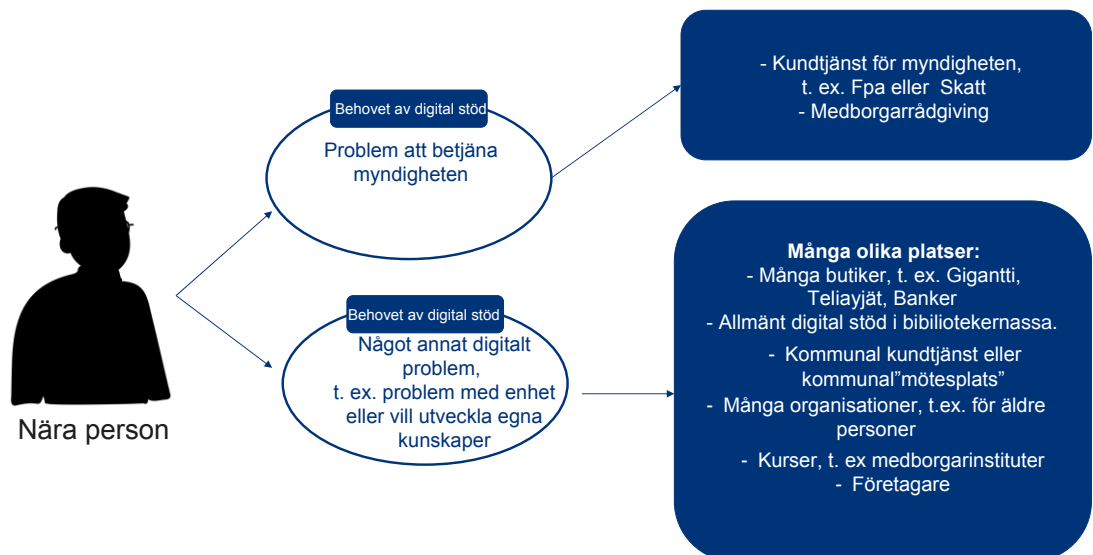 - Kundtjänst för myndigheten,
t. ex. Fpa eller Skatt
- Medborgarrådgiving
Behovet av digital stöd
Problem att betjäna
myndigheten
Nära person
Behovet av digital stöd
Något annat digitalt
problem,
t. ex. problem med enhet
eller vill utveckla egna
kunskaper
Många olika platser:
- Många butiker, t. ex. Gigantti,
Teliayjät, Banker
- Allmänt digital stöd i bibiliotekernassa.
- Kommunal kundtjänst eller
kommunal”mötesplats”
- Många organisationer, t.ex. för äldre
personer
- Kurser, t. ex medborgarinstituter
- Företagare